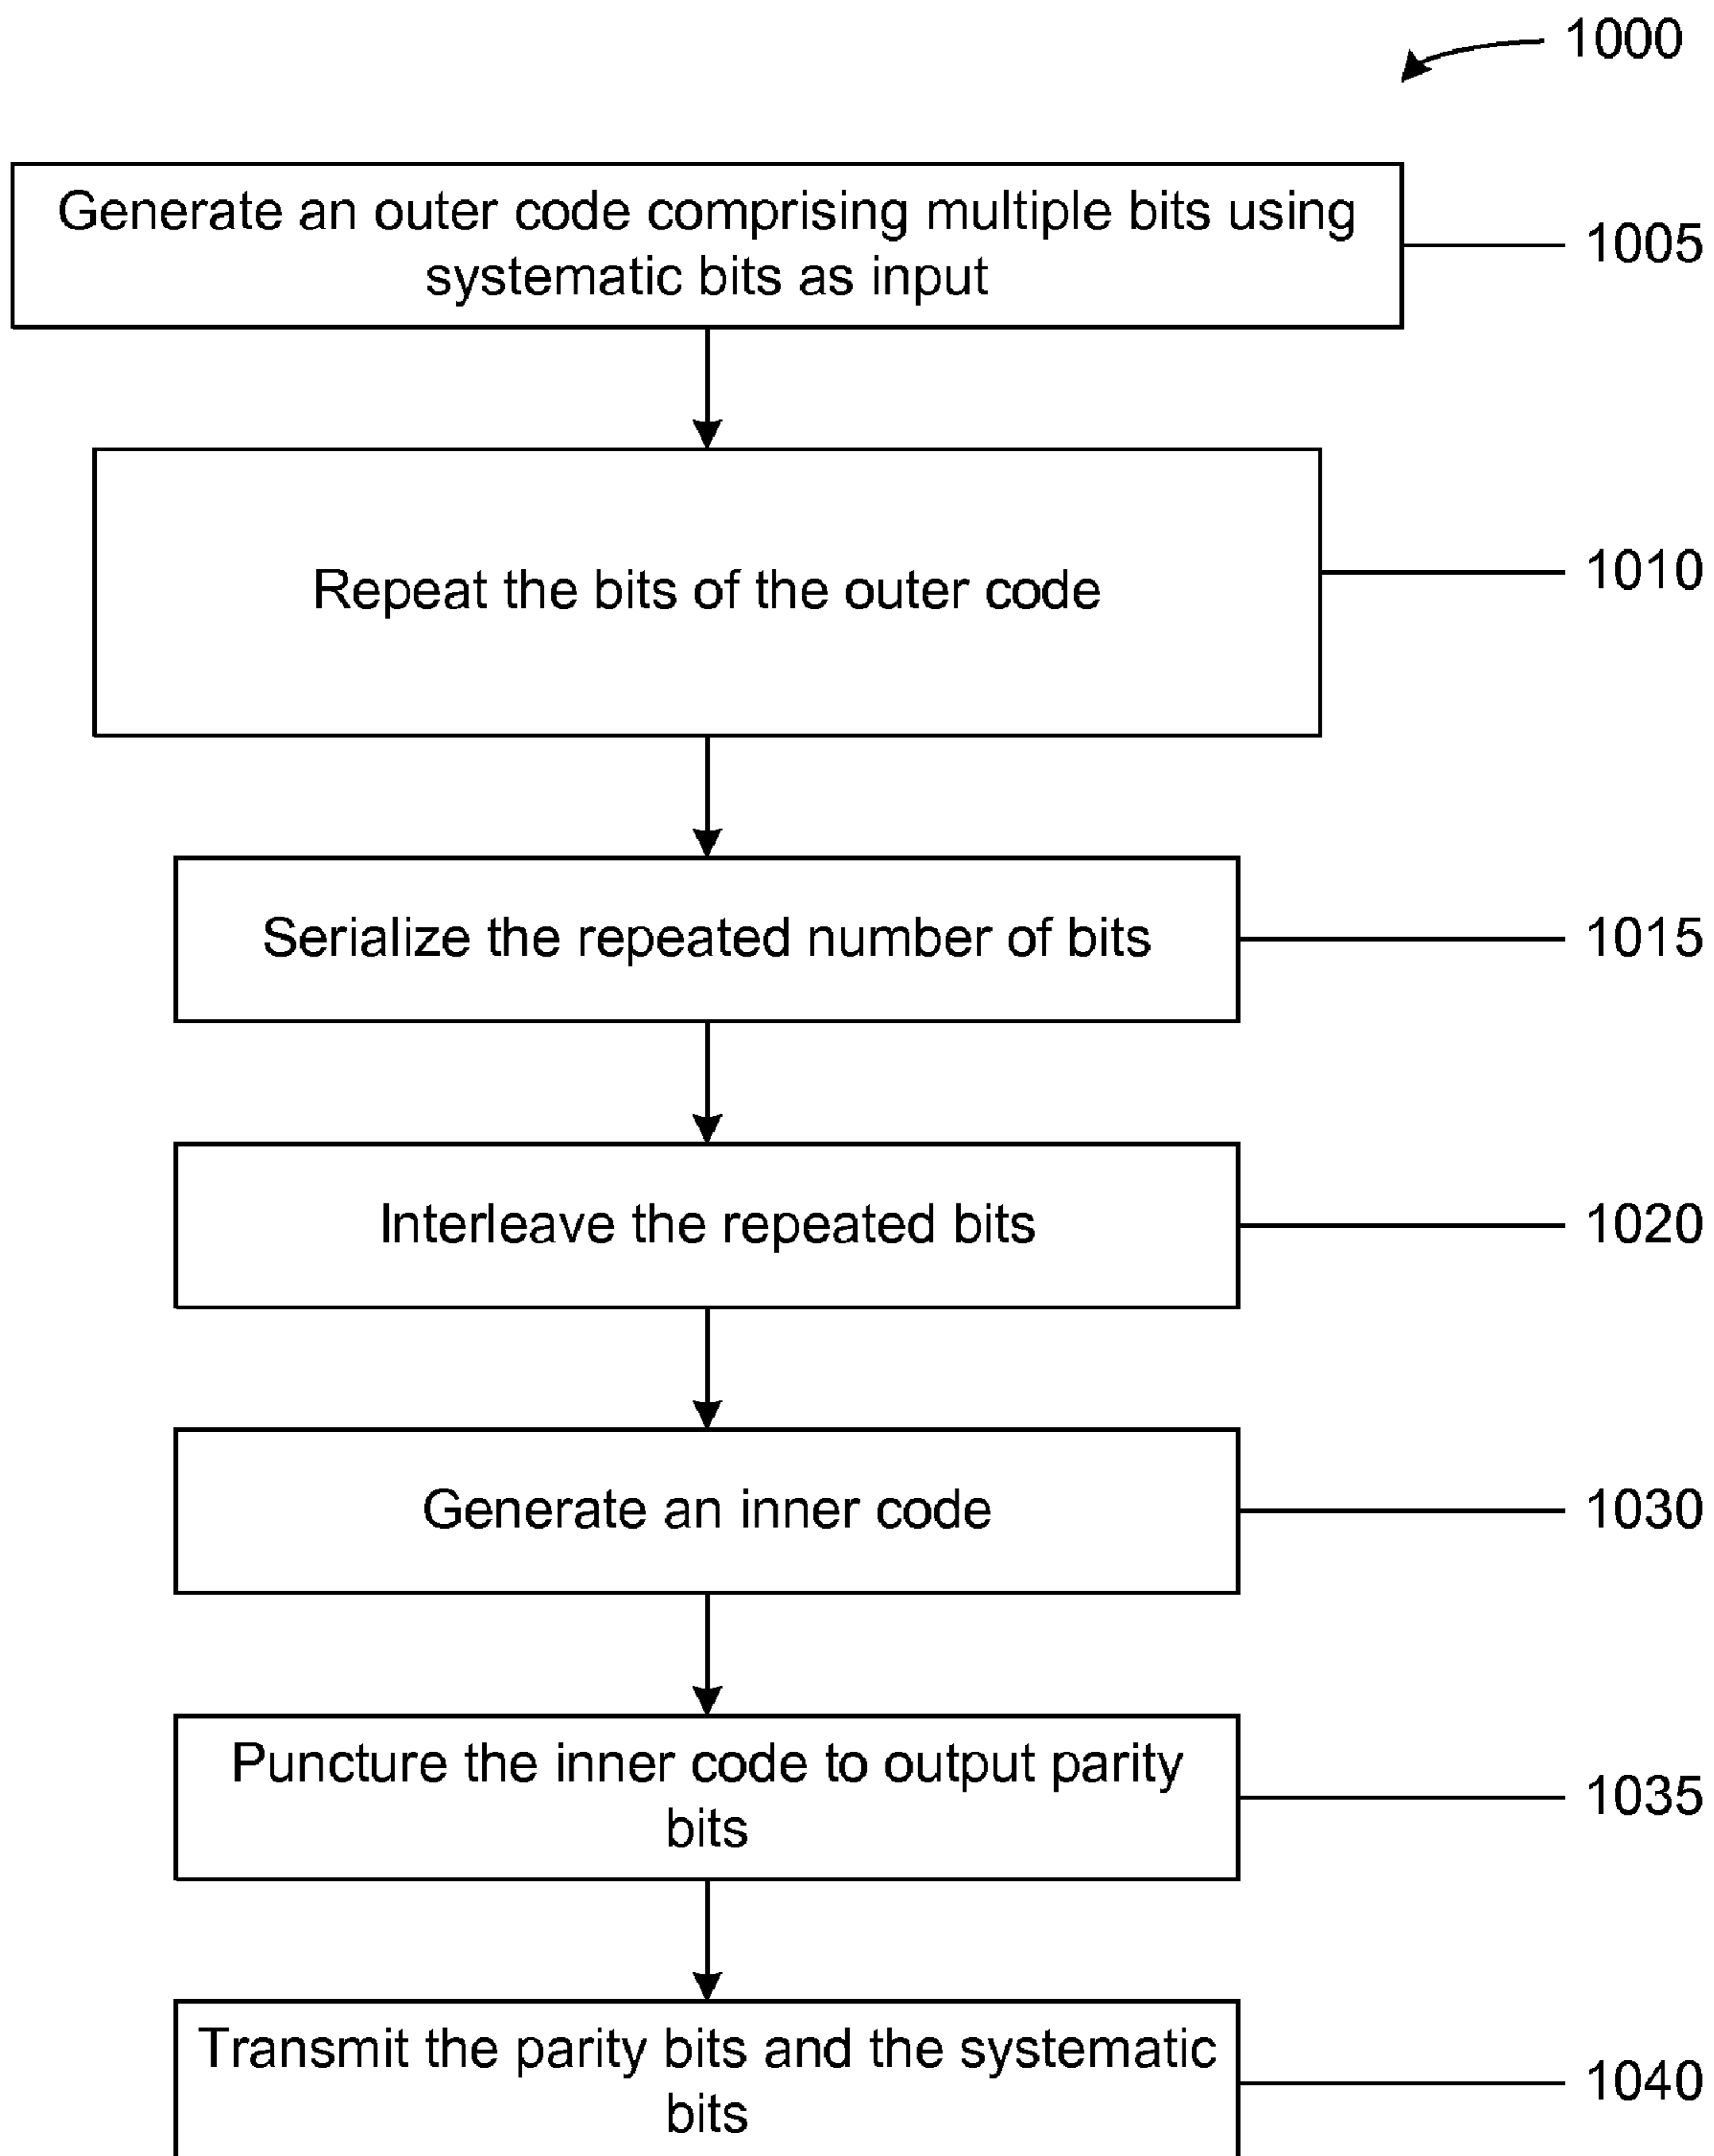 1000
Generate an outer code comprising multiple bits using
systematic bits as input
1005
Repeat the bits of the outer code
1010
Serialize the repeated number of bits
1015
Interleave the repeated bits
1020
Generate an inner code
1030
Puncture the inner code to output parity
bits
1035
Transmit the parity bits and the systematic
bits
1040